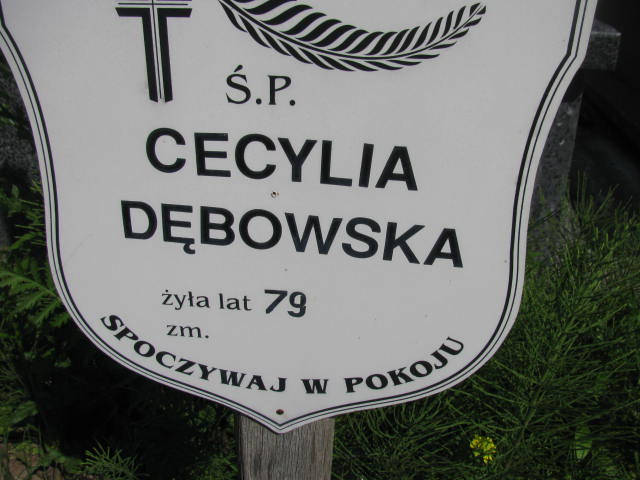 Ś.P.
CECYLIA
DĘBOWSKA
żyła lat 79
zm.
SPOCZYWAJ W POKOJU